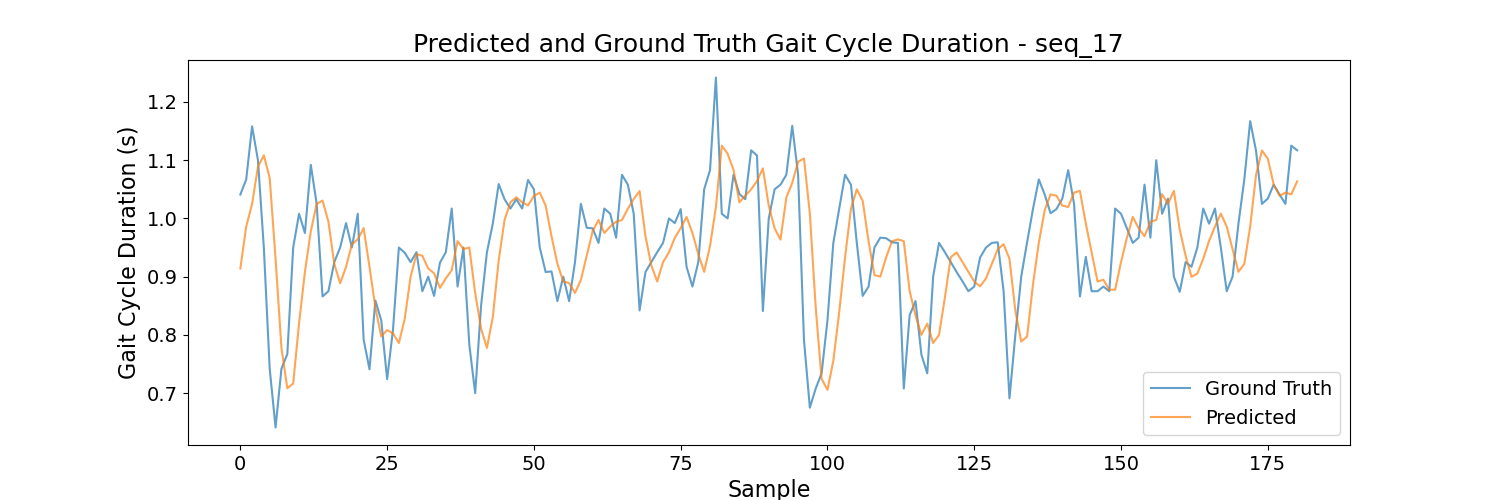 Predicted and Ground Truth Gait Cycle Duration - seq_17
Gait Cycle Duration (s)
1.2
1.1
1.0
0.9
0.8
0.7
0
25
50
75
100
125
150
175
Sample
Ground Truth
Predicted